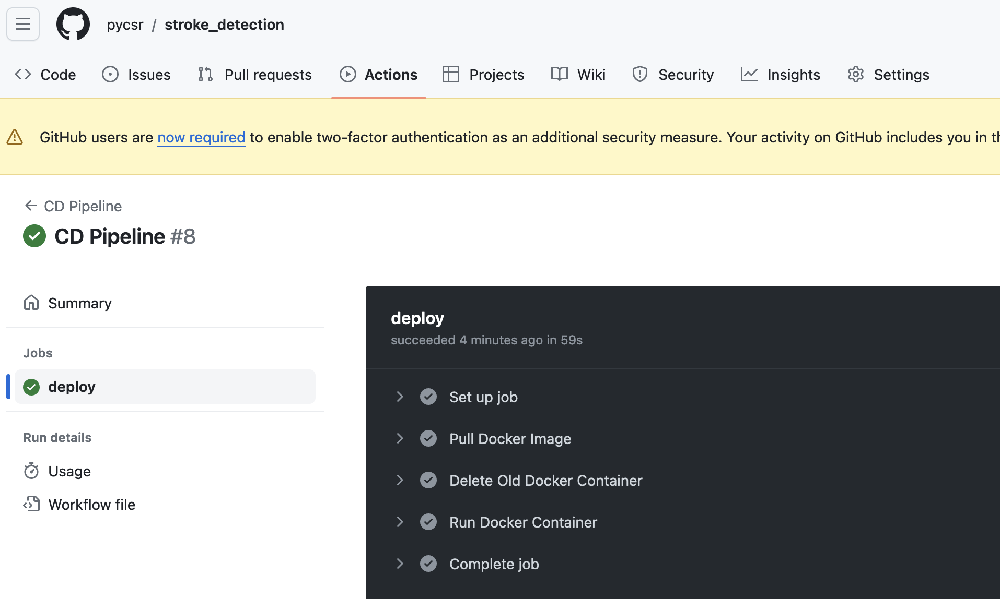 pycsr / stroke_detection
Code Issues Pull requests Actions Projects Wiki Security Insights Settings
GitHub users are now required to enable two-factor authentication as an additional security measure. Your activity on GitHub includes you in
CD Pipeline
CD Pipeline #8
Summary
Jobs
deploy
Run details
Usage
Workflow file
deploy
succeeded 4 minutes ago in 59s
Set up job
Pull Docker Image
Delete Old Docker Container
Run Docker Container
Complete job